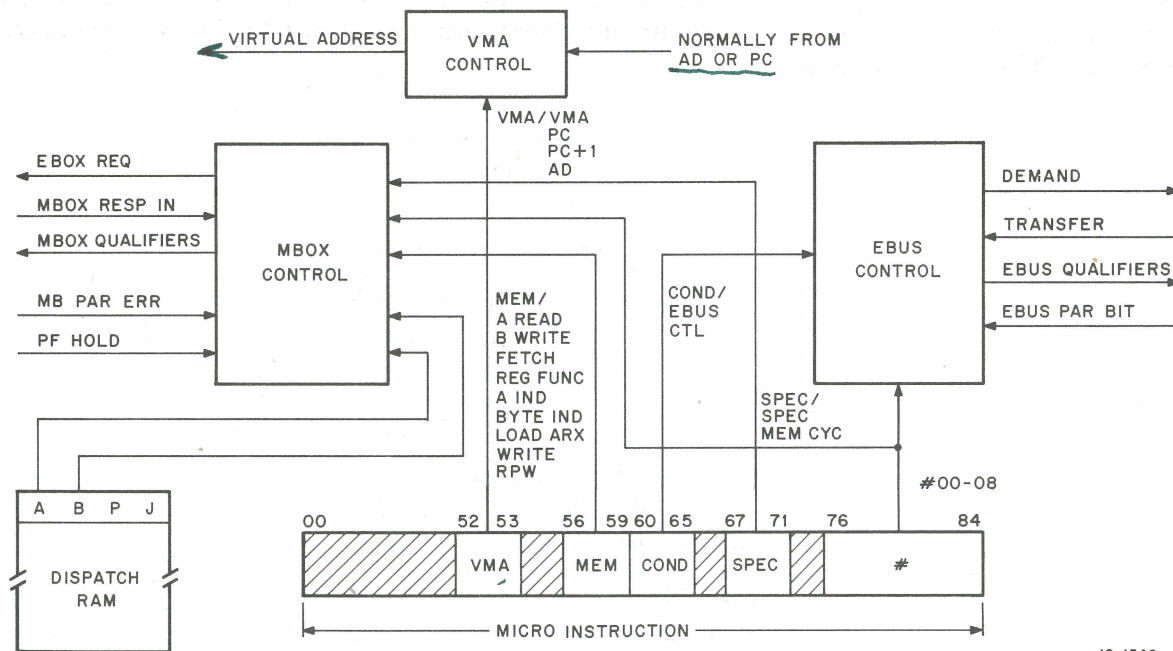 VIRTUAL ADDRESS
VMA
CONTROL
NORMALLY FROM
AD OR PC
VMA/VMA
PC
PC+1
AD
EBOX REQ
MBOX RESP IN
MBOX QUALIFIERS
MB PAR ERR
PF HOLD
MBOX
CONTROL
EBUS
CONTROL
DEMAND
TRANSFER
EBUS QUALIFIERS
EBUS PAR BIT
MEM/
A READ
B WRITE
FETCH
REG FUNC
A IND
BYTE IND
LOAD ARX
WRITE
RPW
COND/
EBUS
CTL
SPEC/
SPEC
MEM CYC
#00-08
A B P J
DISPATCH
RAM
00 52 53 56 59 60 65 67 71 76 84
VMA MEM COND SPEC #
MICRO INSTRUCTION